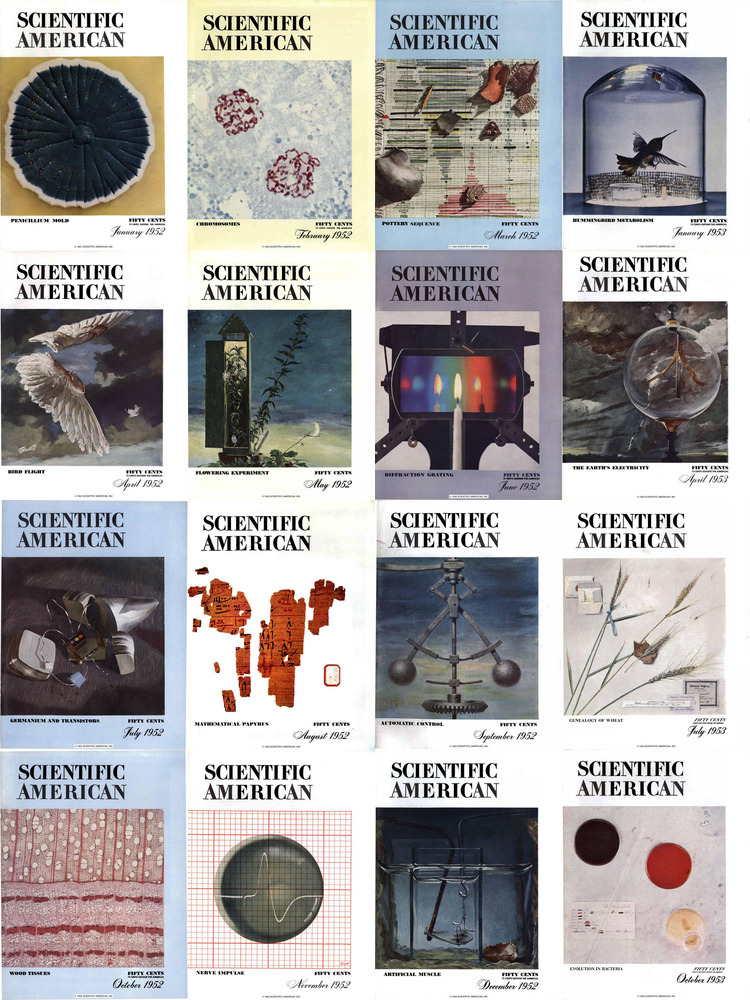 SCIENTIFIC
AMERICAN
PENICILLIUM MOLD
FIFTY CENTS
January 1952
SCIENTIFIC
AMERICAN
CHROMOSOMES
FIFTY CENTS
February 1952
SCIENTIFIC
AMERICAN
POTTERY SEQUENCE
FIFTY CENTS
March 1952
SCIENTIFIC
AMERICAN
HUMMINGBIRD METABOLISM
FIFTY CENTS
January 1953
SCIENTIFIC
AMERICAN
BIRD FLIGHT
FIFTY CENTS
April 1952
SCIENTIFIC
AMERICAN
FLOWERING EXPERIMENT
FIFTY CENTS
May 1952
SCIENTIFIC
AMERICAN
DIFFRACTION GRATING
FIFTY CENTS
June 1952
SCIENTIFIC
AMERICAN
THE EARTH'S ELECTRICITY
FIFTY CENTS
April 1953
SCIENTIFIC
AMERICAN
GERMANIUM AND TRANSISTORS
FIFTY CENTS
July 1952
SCIENTIFIC
AMERICAN
MATHEMATICAL PAPYRUS
FIFTY CENTS
August 1952
SCIENTIFIC
AMERICAN
AUTOMATIC CONTROL
FIFTY CENTS
September 1952
SCIENTIFIC
AMERICAN
GENEALOGY OF WHEAT
FIFTY CENTS
July 1953
SCIENTIFIC
AMERICAN
WOOD TISSUES
FIFTY CENTS
October 1952
SCIENTIFIC
AMERICAN
NERVE IMPULSE
FIFTY CENTS
November 1952
SCIENTIFIC
AMERICAN
ARTIFICIAL MUSCLE
FIFTY CENTS
December 1952
SCIENTIFIC
AMERICAN
EVOLUTION IN BACTERIA
FIFTY CENTS
October 1953